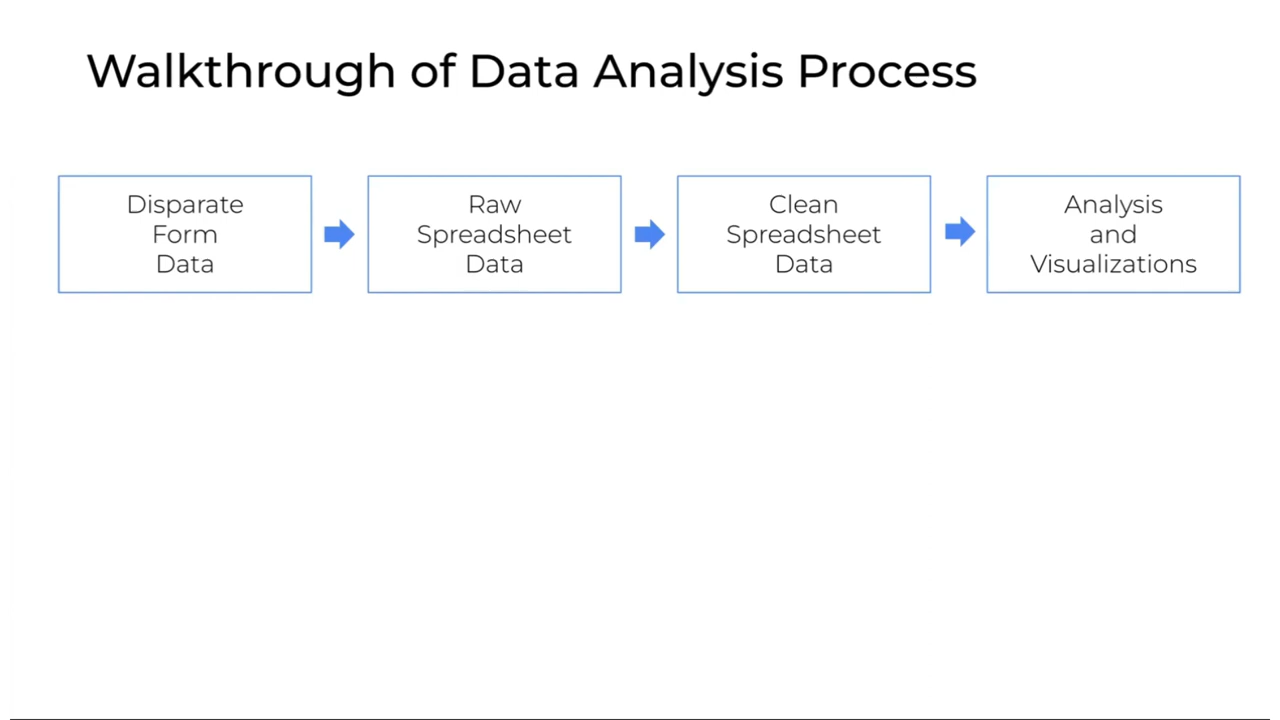 Walkthrough of Data Analysis Process
Disparate
Form
Data
Raw
Spreadsheet
Data
Clean
Spreadsheet
Data
Analysis
and
Visualizations